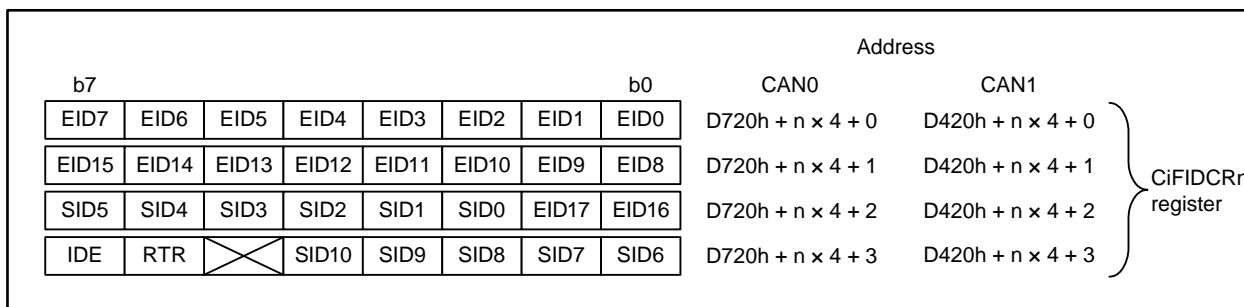 Address
b7 b0 CAN0 CAN1
EID7 EID6 EID5 EID4 EID3 EID2 EID1 EID0 D720h + n × 4 + 0 D420h + n × 4 + 0
EID15 EID14 EID13 EID12 EID11 EID10 EID9 EID8 D720h + n × 4 + 1 D420h + n × 4 + 1
CiFIDCRn
SID5 SID4 SID3 SID2 SID1 SID0 EID17 EID16 D720h + n × 4 + 2 D420h + n × 4 + 2
register
IDE RTR SID10 SID9 SID8 SID7 SID6 D720h + n × 4 + 3 D420h + n × 4 + 3